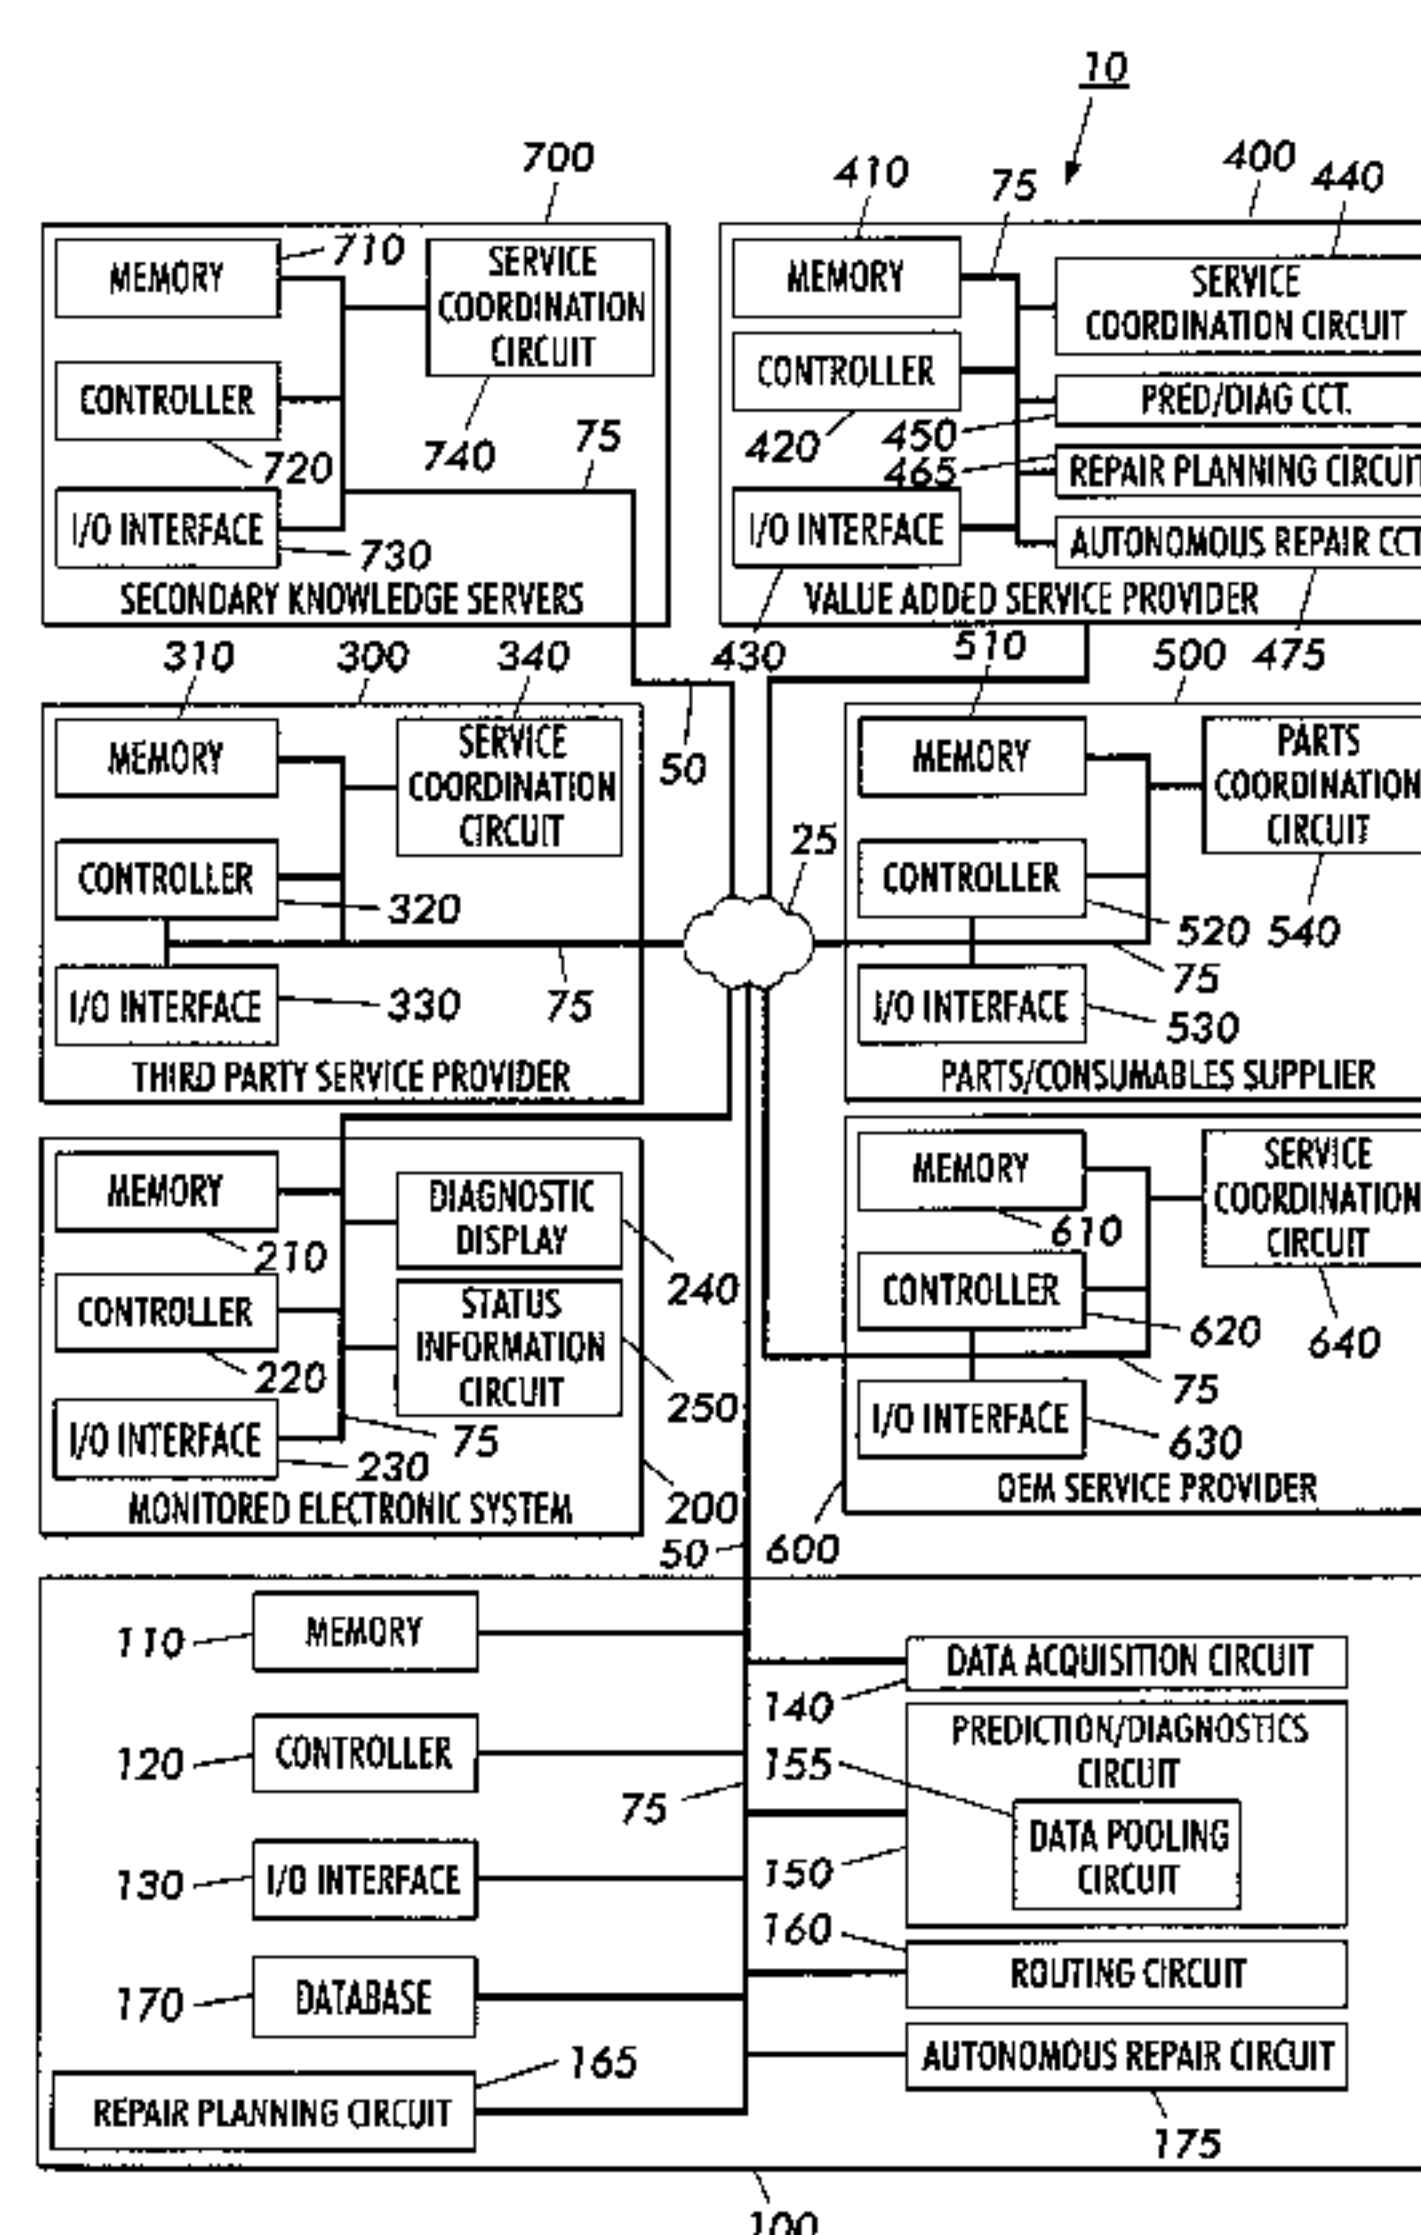 10
700
410
75
400
440
MEMORY
710
SERVICE
COORDINATION
CIRCUIT
CONTROLLER
720
740
75
I/O INTERFACE
730
SECONDARY KNOWLEDGE SERVERS
MEMORY
SERVICE
COORDINATION CIRCUIT
CONTROLLER
PRED/DIAG CCT.
420
450
465
REPAIR PLANNING CIRCUIT
I/O INTERFACE
AUTONOMOUS REPAIR CCT
VALUE ADDED SERVICE PROVIDER
310
300
340
430
510
500
475
MEMORY
SERVICE
COORDINATION
CIRCUIT
50
CONTROLLER
320
25
I/O INTERFACE
330
75
THIRD PARTY SERVICE PROVIDER
MEMORY
PARTS
COORDINATION
CIRCUIT
CONTROLLER
520
540
75
I/O INTERFACE
530
PARTS/CONSUMABLES SUPPLIER
MEMORY
210
DIAGNOSTIC
DISPLAY
240
CONTROLLER
220
STATUS
INFORMATION
CIRCUIT
250
I/O INTERFACE
230
75
MONITORED ELECTRONIC SYSTEM
200
MEMORY
610
SERVICE
COORDINATION
CIRCUIT
CONTROLLER
620
640
75
I/O INTERFACE
630
OEM SERVICE PROVIDER
50
600
110
MEMORY
DATA ACQUISITION CIRCUIT
140
PREDICTION/DIAGNOSTICS
CIRCUIT
120
CONTROLLER
155
75
DATA POOLING
CIRCUIT
130
I/O INTERFACE
150
160
170
DATABASE
ROUTING CIRCUIT
165
AUTONOMOUS REPAIR CIRCUIT
REPAIR PLANNING CIRCUIT
175
100